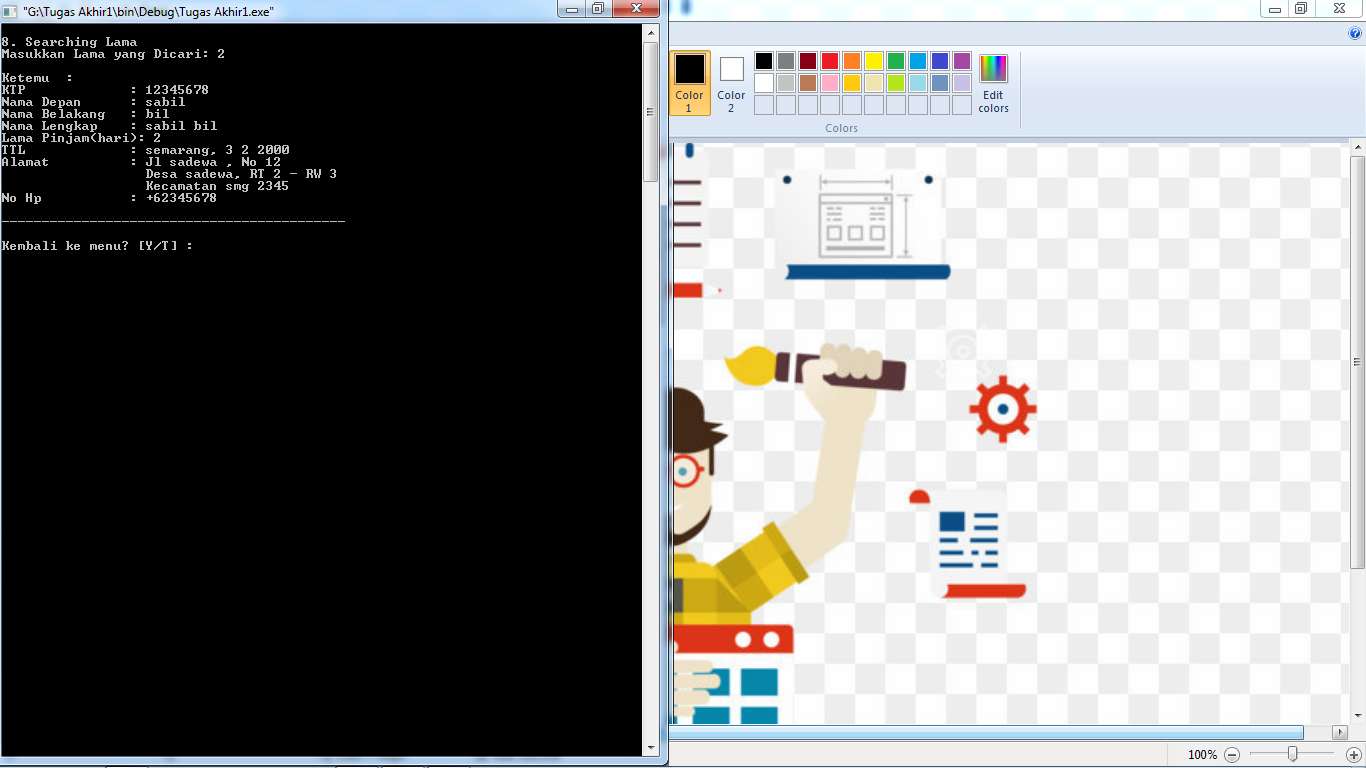 "G:\Tugas Akhir1\bin\Debug\Tugas Akhir1.exe"
8. Searching Lama
Masukkan Lama yang Dicari: 2
Ketemu  :
KTP             : 12345678
Nama Depan      : sabil
Nama Belakang   : bil
Nama Lengkap    : sabil bil
Lama Pinjam(hari): 2
TTL             : semarang, 3 2 2000
Alamat          : Jl sadewa , No 12
Desa sadewa, RT 2 - RW 3
Kecamatan smg 2345
No Hp           : +62345678
-------------------------------------------
Kembali ke menu? [Y/T] :
Color 1
Color 2
Edit colors
Colors
100%